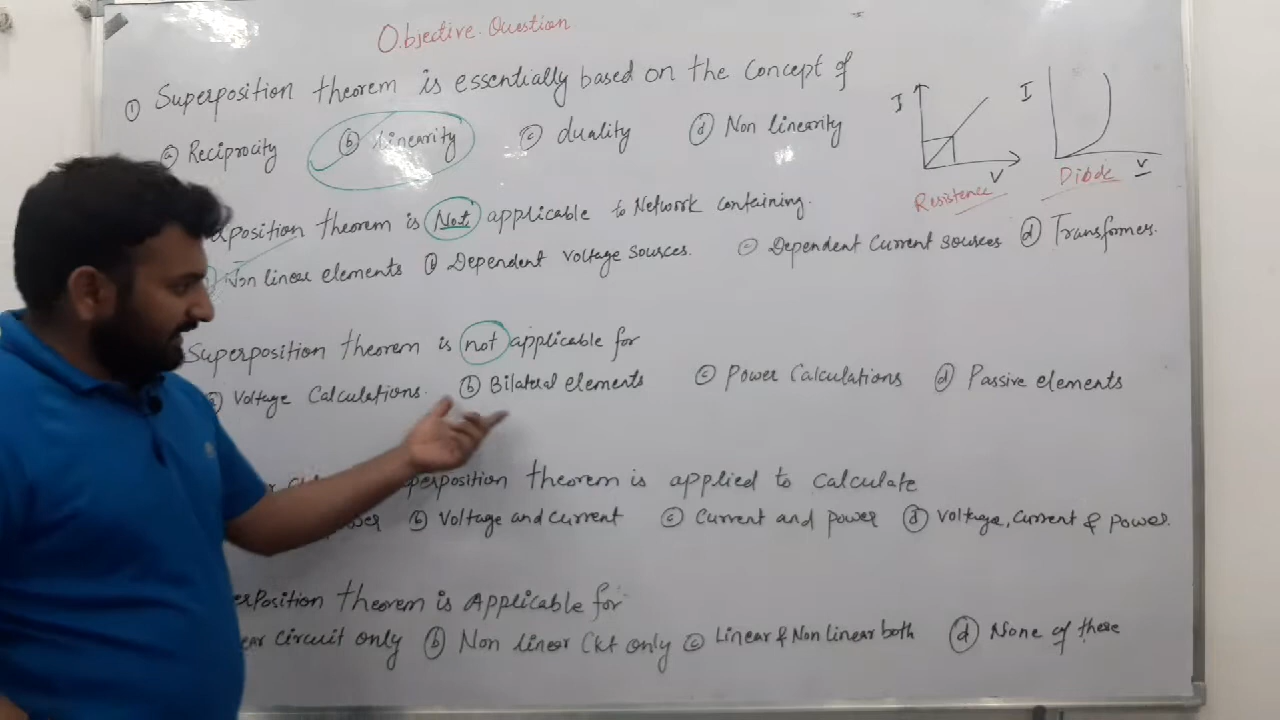 Objective Question
① Superposition theorem is essentially based on the concept of
ⓐ Reciprocity ⓑ Linearity ⓒ duality ⓓ Non linearity
I
V
Resistence
I
V
Diode
position theorem is Not applicable to Network containing.
Non linear elements ⓑ Dependent voltage sources. ⓒ Dependent Current sources ⓓ Transformers.
Superposition theorem is not applicable for
ⓐ Voltage Calculations. ⓑ Bilateral elements ⓒ Power Calculations ⓓ Passive elements
perposition theorem is applied to calculate
ⓑ Voltage and current ⓒ Current and power ⓓ Voltage, Current & Power.
erPosition theorem is Applicable for
ear circuit only ⓑ Non linear Ckt only ⓒ Linear & Non linear both ⓓ None of these